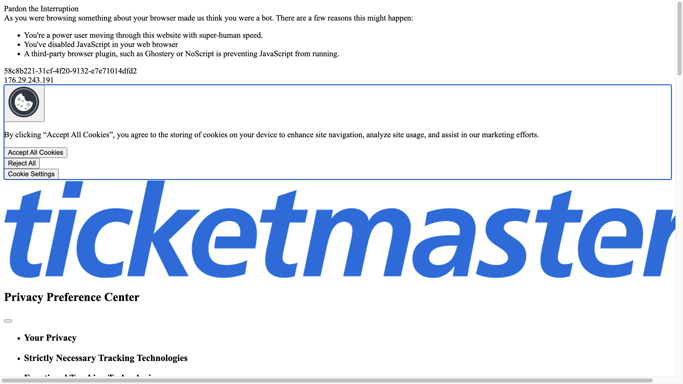 Pardon the Interruption
As you were browsing something about your browser made us think you were a bot. There are a few reasons this might happen:
You're a power user moving through this website with super-human speed.
You've disabled JavaScript in your web browser
A third-party browser plugin, such as Ghostery or NoScript is preventing JavaScript from running.
58c8b221-31cf-4f20-9132-e7e71014dfd2
176.29.243.191
By clicking “Accept All Cookies”, you agree to the storing of cookies on your device to enhance site navigation, analyze site usage, and assist in our marketing efforts.
Accept All Cookies
Reject All
Cookie Settings
ticketmaster
Privacy Preference Center
Your Privacy
Strictly Necessary Tracking Technologies